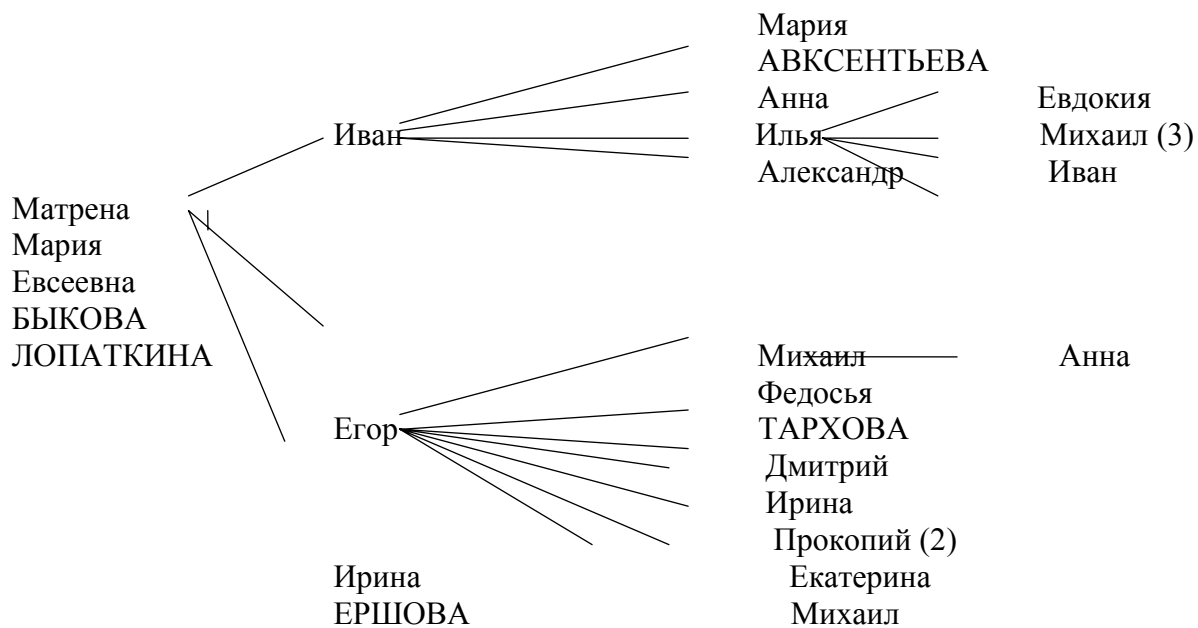 Мария
АВКСЕНТЬЕВА
Анна Евдокия
Иван Илья Михаил (3)
Александр Иван
Матрена
Мария
Евсеевна
БЫКОВА
ЛОПАТКИНА Михаил Анна
Федосья
Егор ТАРХОВА
Дмитрий
Ирина
Прокопий (2)
Ирина Екатерина
ЕРШОВА Михаил